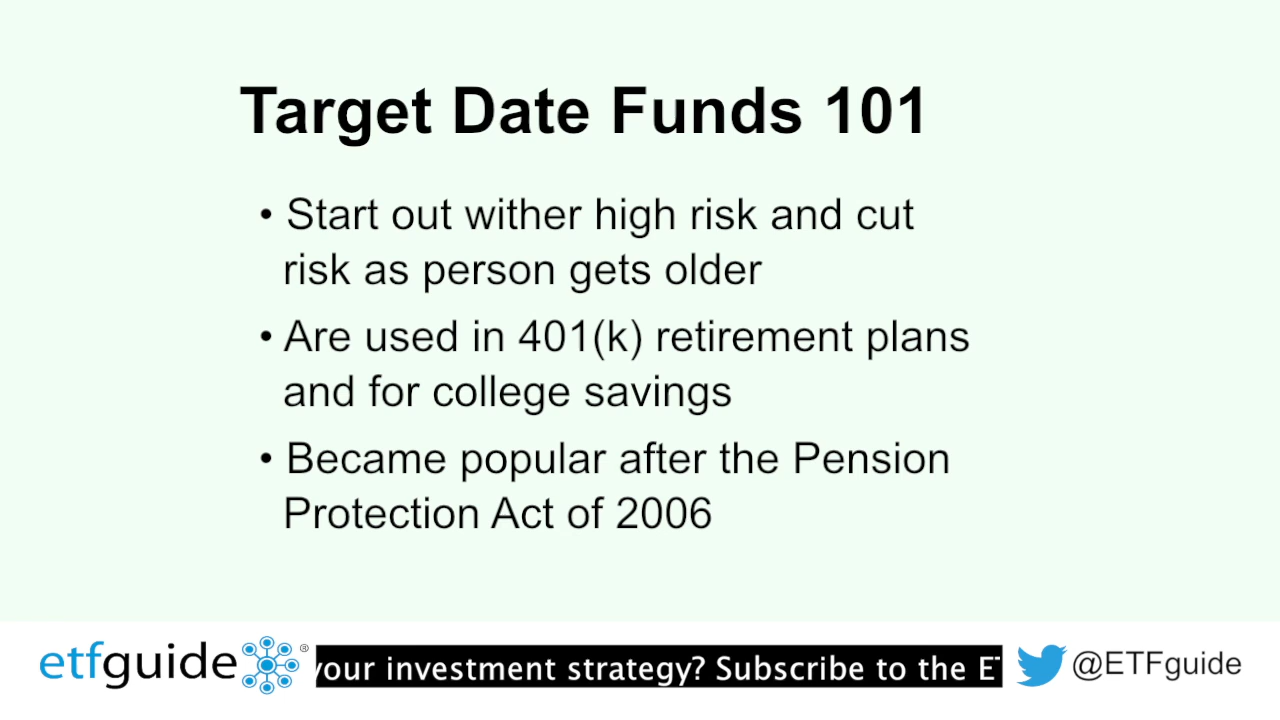 Target Date Funds 101
• Start out wither high risk and cut
risk as person gets older
• Are used in 401(k) retirement plans
and for college savings
• Became popular after the Pension
Protection Act of 2006
etfguide® your investment strategy? Subscribe to the E @ETFguide